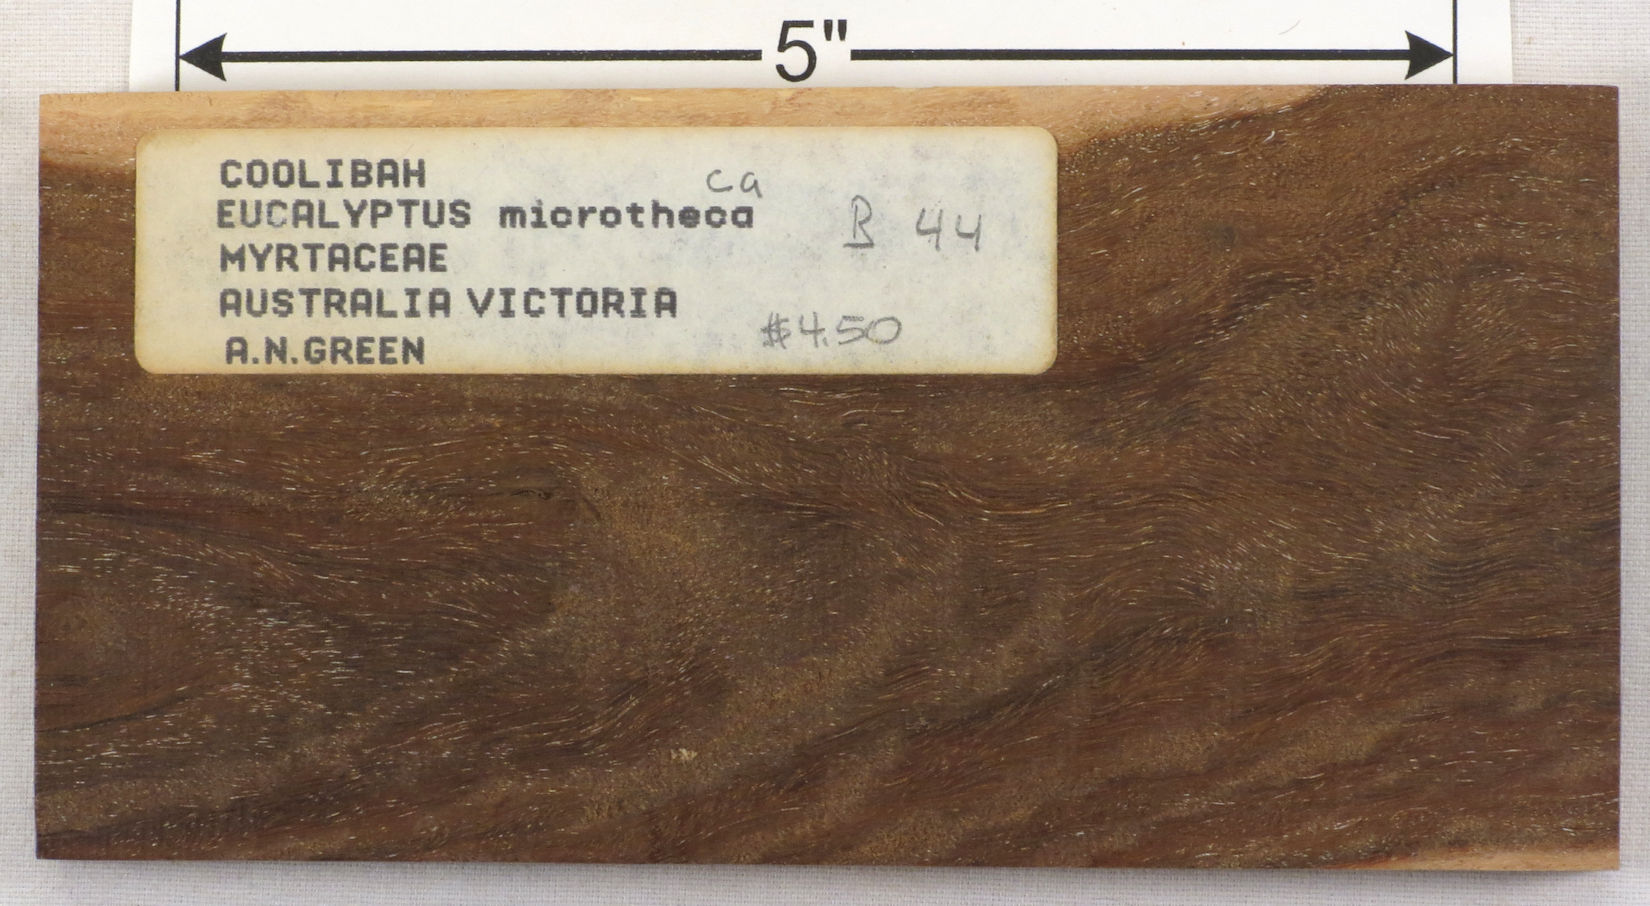 5"
COOLIBAH
ca
EUCALYPTUS microtheca
B 44
MYRTACEAE
AUSTRALIA VICTORIA
$4.50
A.N.GREEN